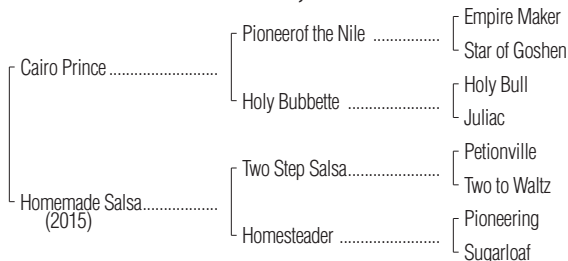 Empire Maker
Pioneerof the Nile ................
Star of Goshen
Cairo Prince ..........................
Holy Bull
Holy Bubbette ......................
Juliac
Petionville
Two Step Salsa......................
Two to Waltz
Homemade Salsa..................
(2015)
Pioneering
Homesteader ........................
Sugarloaf